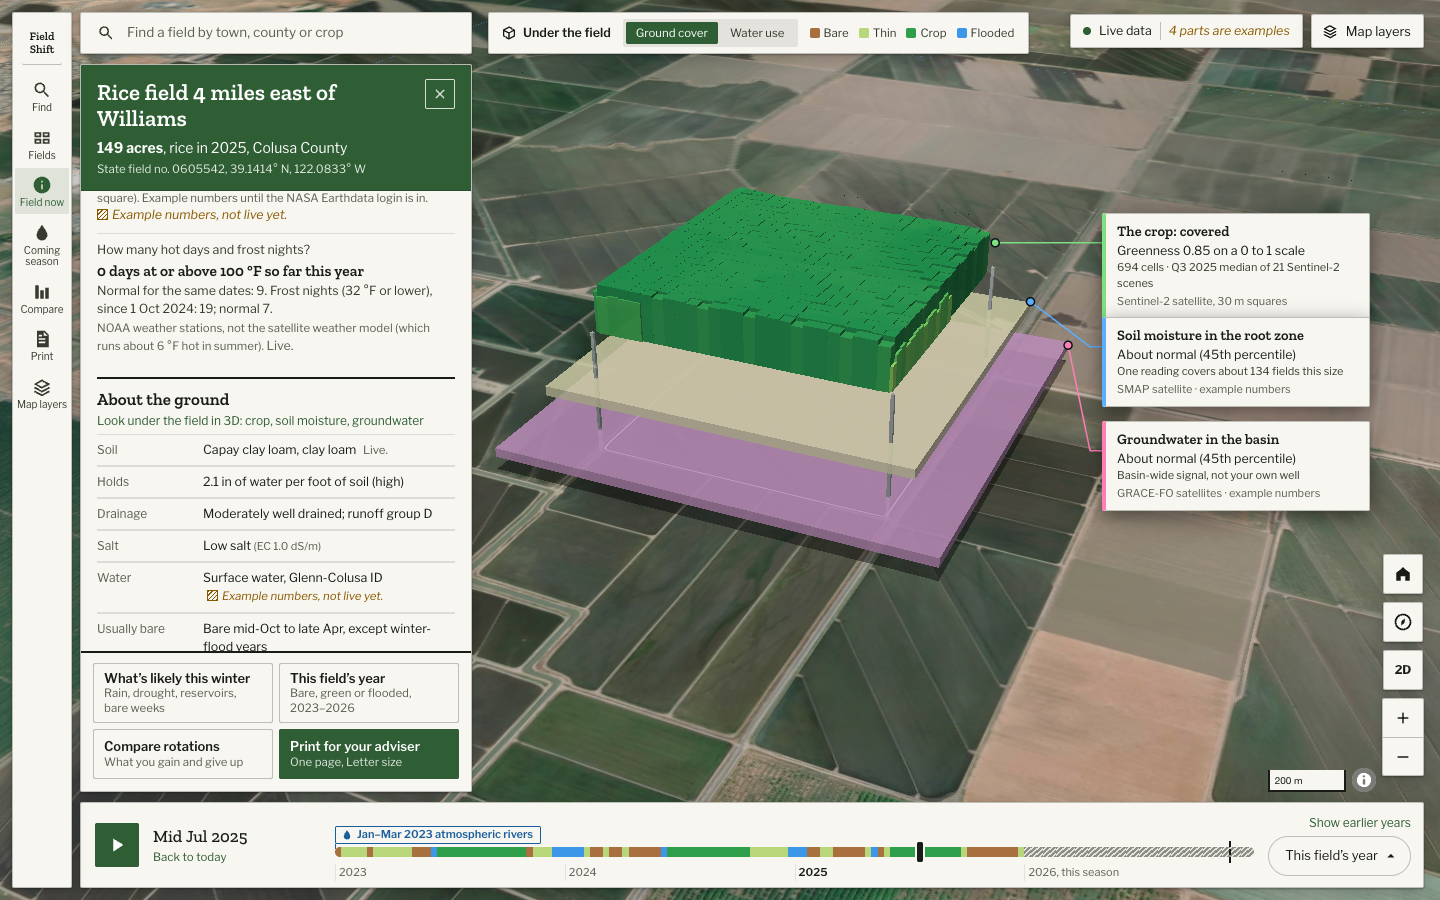 Field
Shift
Find
Fields
Field now
Coming
season
Compare
Print
Map layers
Find a field by town, county or crop
Under the field
Ground cover
Water use
Bare
Thin
Crop
Flooded
Live data
4 parts are examples
Map layers
Rice field 4 miles east of
Williams
149 acres, rice in 2025, Colusa County
State field no. 0605542, 39.1414° N, 122.0833° W
square). Example numbers until the NASA Earthdata login is in.
Example numbers, not live yet.
How many hot days and frost nights?
0 days at or above 100 °F so far this year
Normal for the same dates: 9. Frost nights (32 °F or lower),
since 1 Oct 2024: 19; normal 7.
NOAA weather stations, not the satellite weather model (which
runs about 6 °F hot in summer). Live.
About the ground
Look under the field in 3D: crop, soil moisture, groundwater
Soil
Capay clay loam, clay loam Live.
Holds
2.1 in of water per foot of soil (high)
Drainage
Moderately well drained; runoff group D
Salt
Low salt (EC 1.0 dS/m)
Water
Surface water, Glenn-Colusa ID
Example numbers, not live yet.
Usually bare
Bare mid-Oct to late Apr, except winter-
flood years
What's likely this winter
Rain, drought, reservoirs,
bare weeks
This field's year
Bare, green or flooded,
2023–2026
Compare rotations
What you gain and give up
Print for your adviser
One page, Letter size
The crop: covered
Greenness 0.85 on a 0 to 1 scale
694 cells · Q3 2025 median of 21 Sentinel-2
scenes
Sentinel-2 satellite, 30 m squares
Soil moisture in the root zone
About normal (45th percentile)
One reading covers about 134 fields this size
SMAP satellite · example numbers
Groundwater in the basin
About normal (45th percentile)
Basin-wide signal, not your own well
GRACE-FO satellites · example numbers
2D
200 m
Mid Jul 2025
Back to today
Jan–Mar 2023 atmospheric rivers
2023
2024
2025
2026, this season
Show earlier years
This field's year